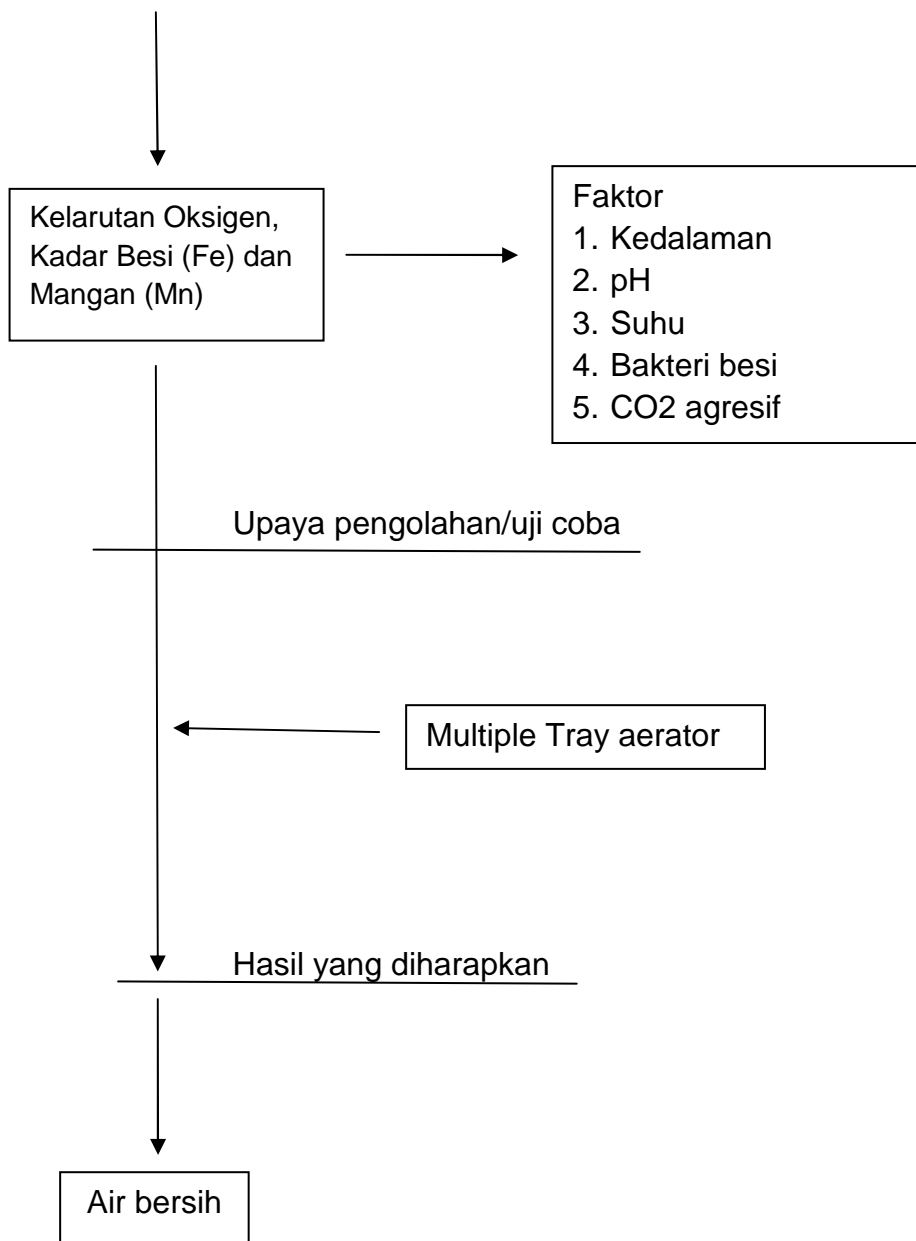 Kelarutan Oksigen,
Kadar Besi (Fe) dan
Mangan (Mn)
Faktor
1. Kedalaman
2. pH
3. Suhu
4. Bakteri besi
5. CO2 agresif
Upaya pengolahan/uji coba
Multiple Tray aerator
Hasil yang diharapkan
Air bersih